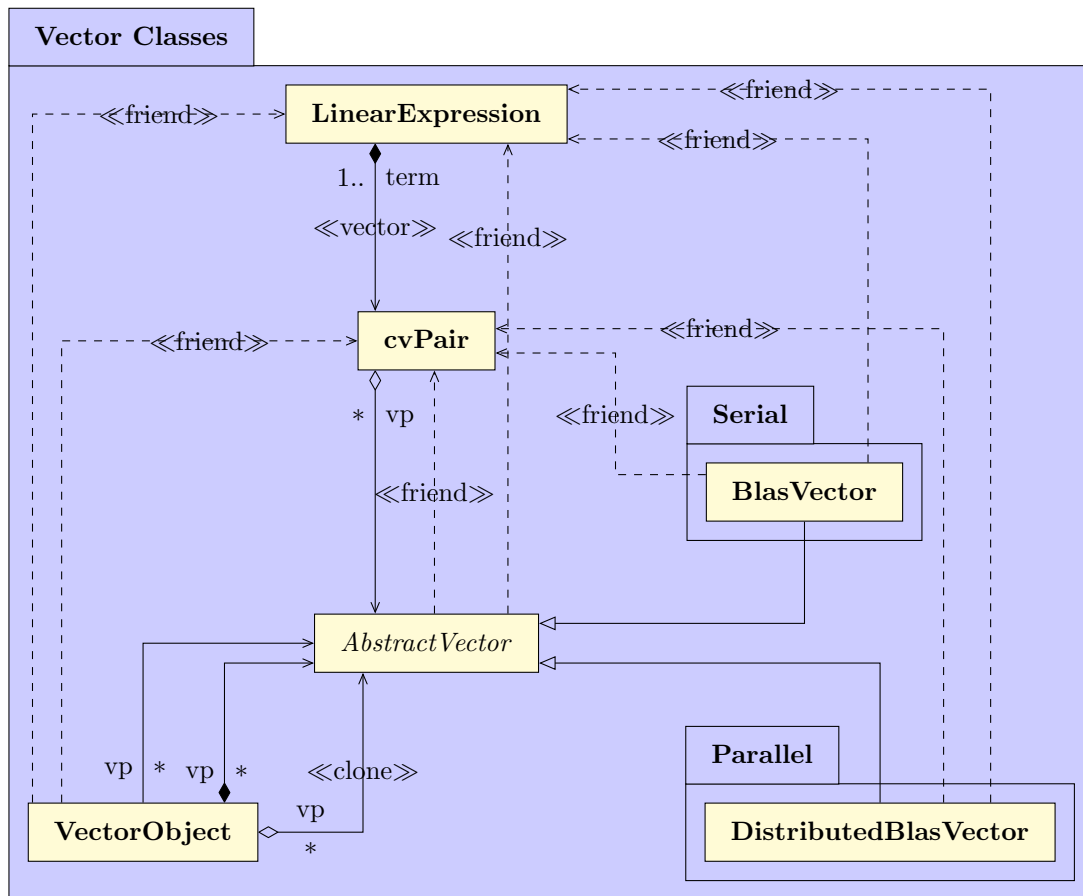 Vector Classes
≪friend≫
LinearExpression
≪friend≫
≪friend≫
1..
term
≪vector≫
≪friend≫
≪friend≫
cvPair
≪friend≫
*
vp
≪friend≫
Serial
≪friend≫
BlasVector
AbstractVector
vp
*
vp
*
≪clone≫
vp
*
VectorObject
Parallel
DistributedBlasVector